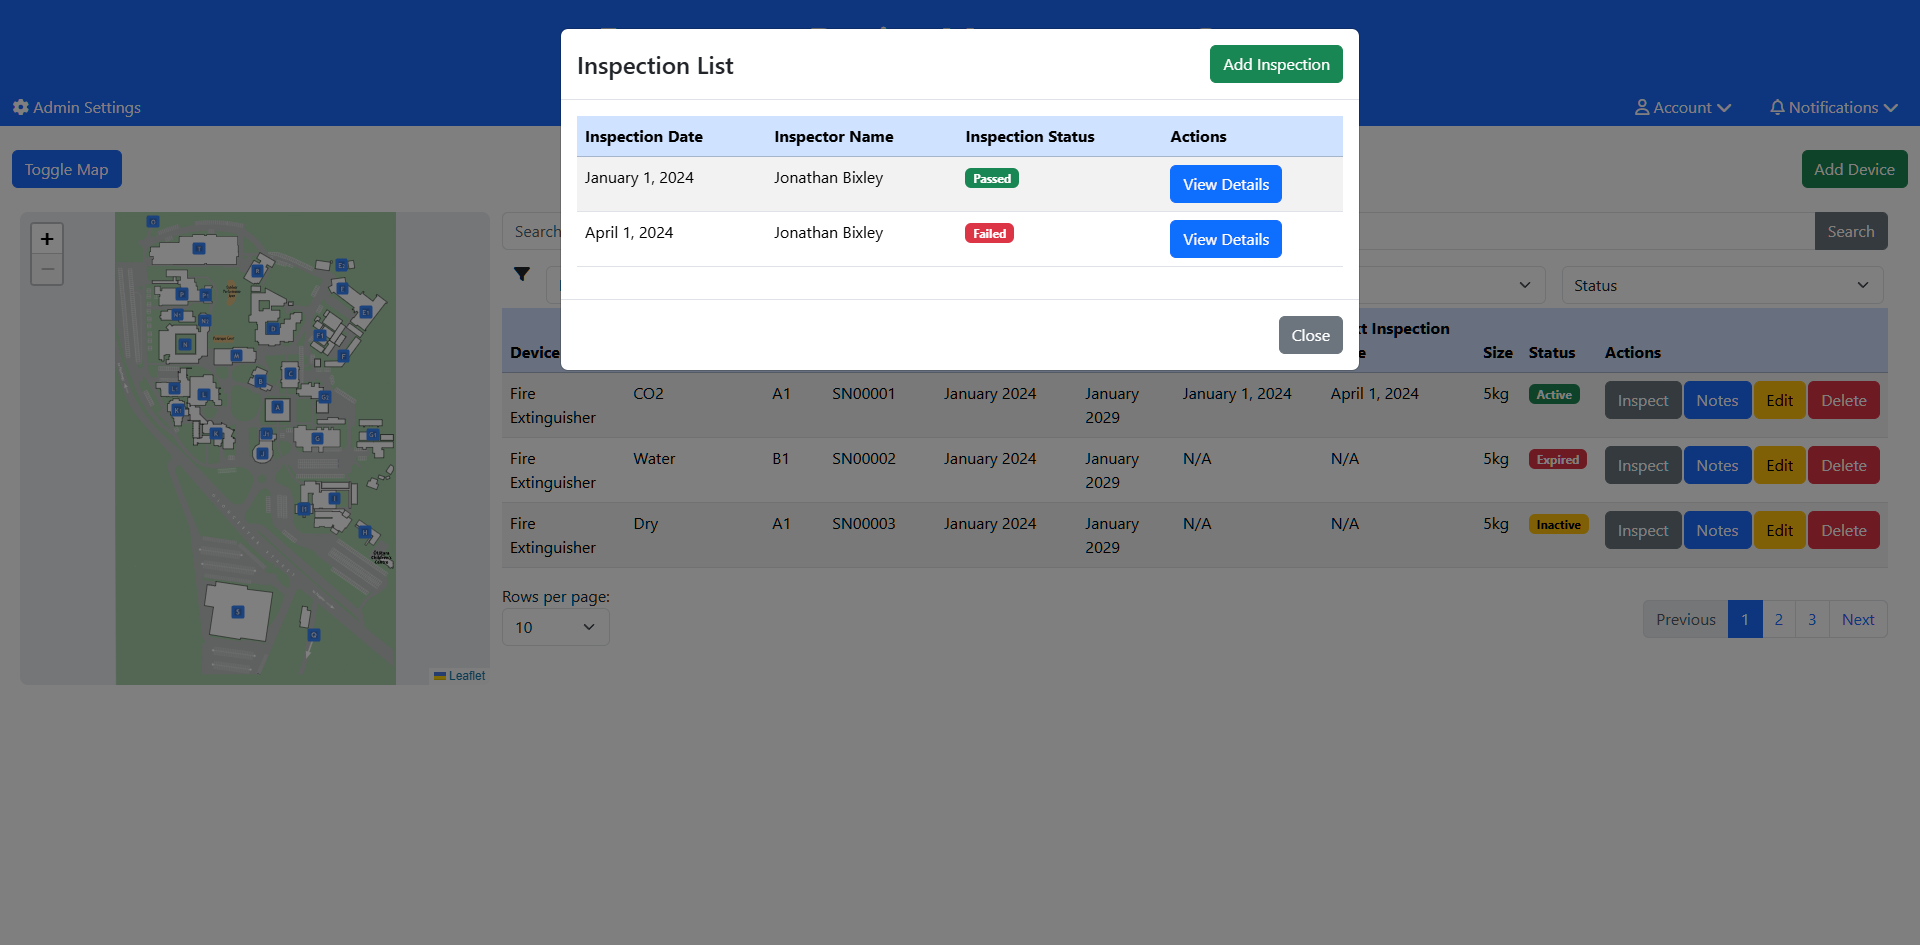 Inspection List
Add Inspection
Admin Settings
Account
Notifications
Inspection Date Inspector Name Inspection Status Actions
January 1, 2024 Jonathan Bixley Passed View Details
April 1, 2024 Jonathan Bixley Failed View Details
Close
Toggle Map
Add Device
+
−
Leaflet
Search
Search
Status
Device
Inspection
Size Status Actions
Fire Extinguisher CO2 A1 SN00001 January 2024 January 2029 January 1, 2024 April 1, 2024 5kg Active Inspect Notes Edit Delete
Fire Extinguisher Water B1 SN00002 January 2024 January 2029 N/A N/A 5kg Expired Inspect Notes Edit Delete
Fire Extinguisher Dry A1 SN00003 January 2024 January 2029 N/A N/A 5kg Inactive Inspect Notes Edit Delete
Rows per page:
10
Previous 1 2 3 Next